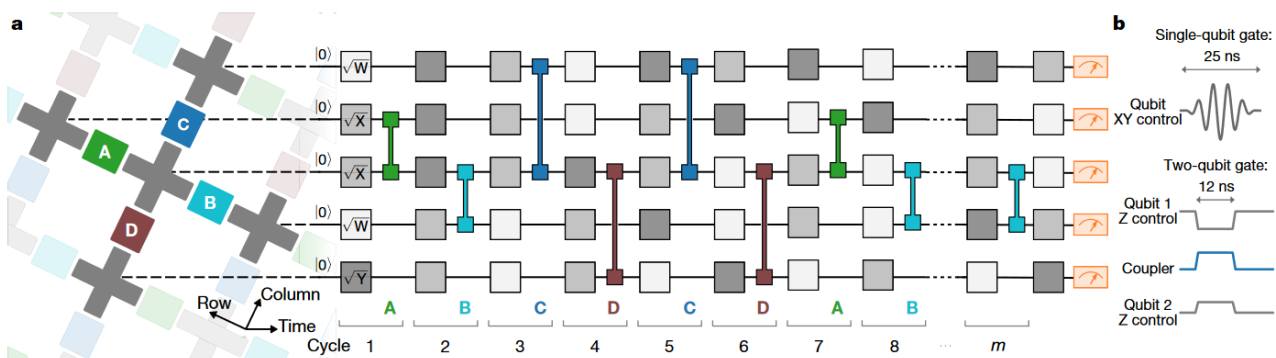 a
A
B
C
D
Row
Column
Time
|0⟩
|0⟩
|0⟩
|0⟩
|0⟩
√W
√X
√X
√W
√Y
A B C D C D A B
Cycle 1 2 3 4 5 6 7 8 ... m
b
Single-qubit gate:
25 ns
Qubit
XY control
Two-qubit gate:
12 ns
Qubit 1
Z control
Coupler
Qubit 2
Z control